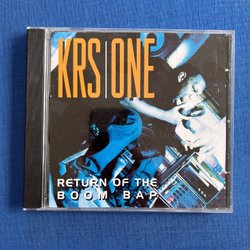 KRS|ONE
RETURN OF THE
BOOM BAP